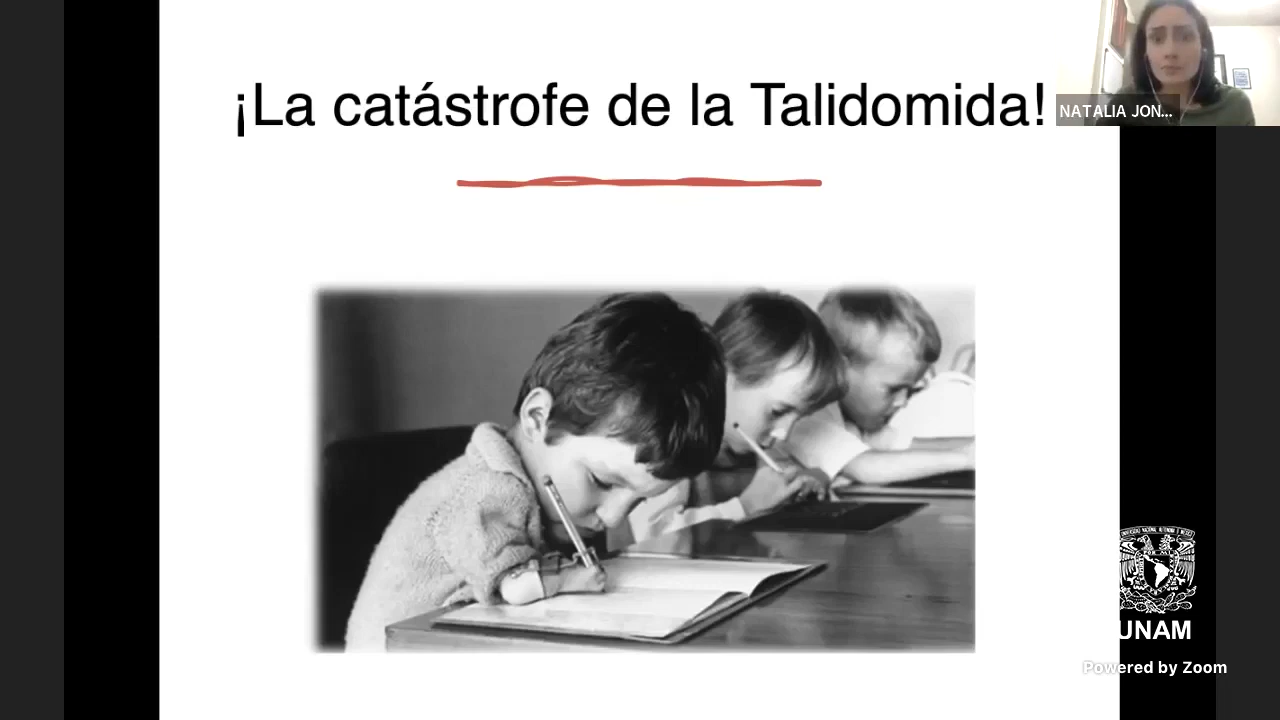 ¡La catástrofe de la Talidomida!
NATALIA JON...
UNAM
Powered by Zoom